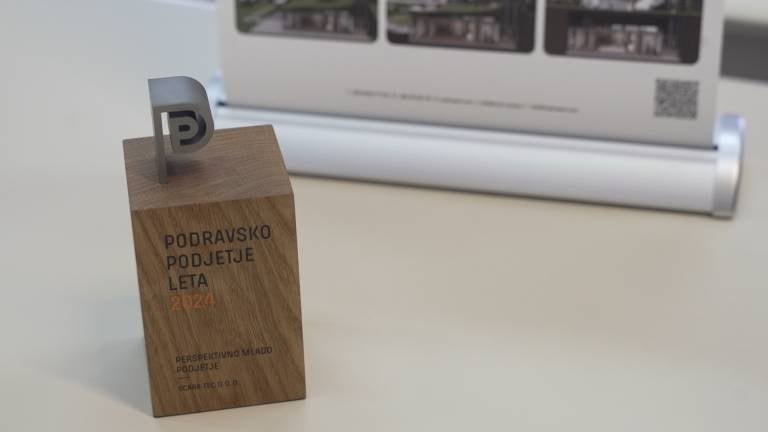 PODRAVSKO
PODJETJE
LETA
2024
PERSPEKTIVNO MLADO
PODJETJE